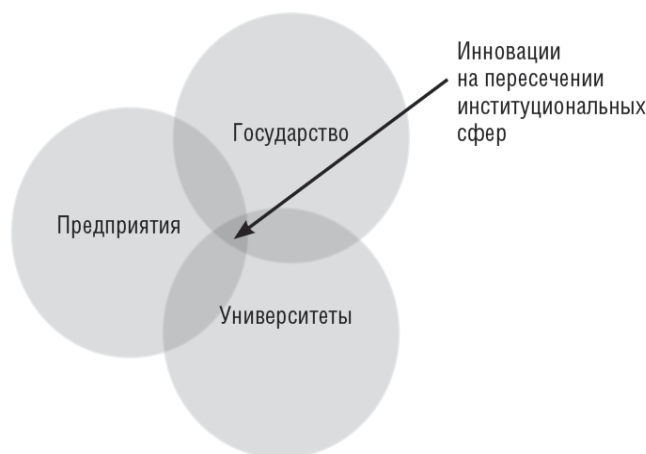 Инновации
на пересечении
институциональных
сфер
Государство
Предприятия
Университеты